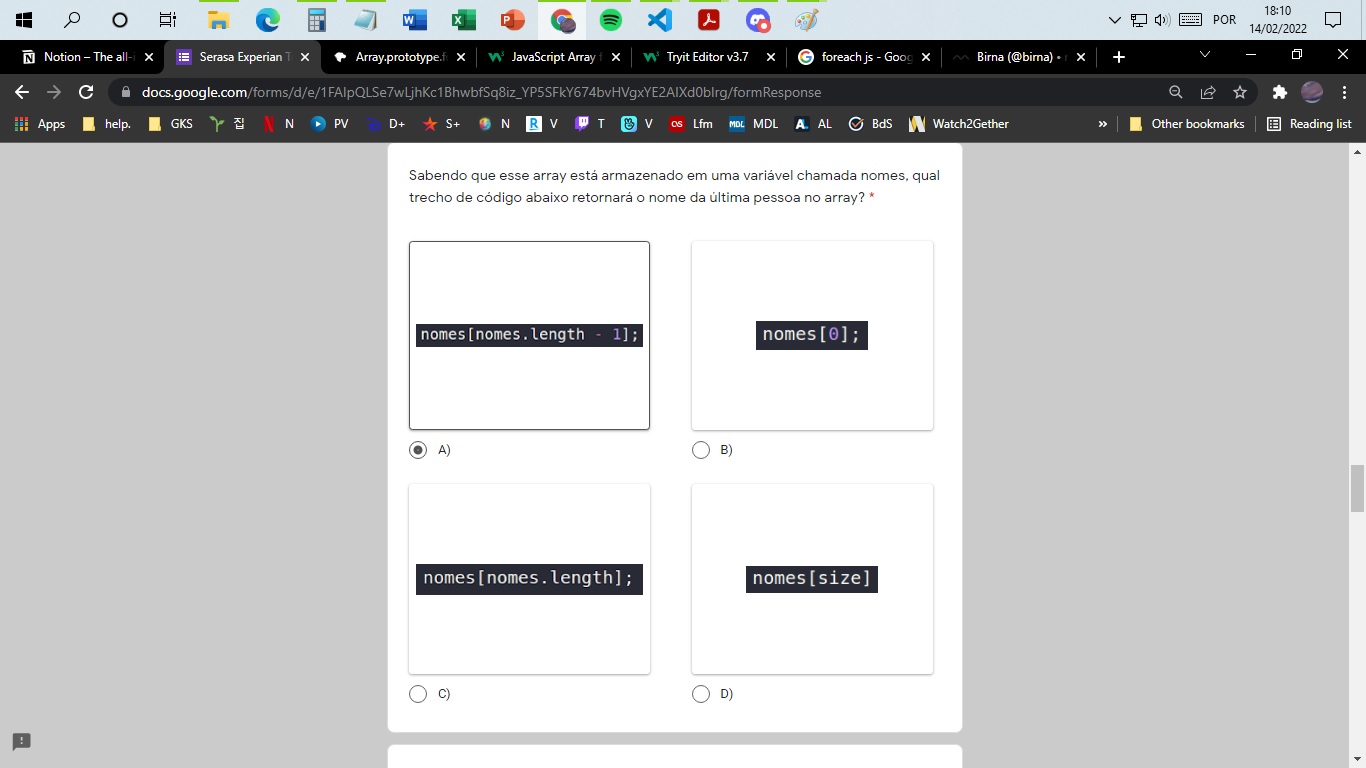 18:10
POR
14/02/2022
Notion – The all-
Serasa Experian
Array.prototype.f
JavaScript Array
Tryit Editor v3.7
foreach js - Goog
Birna (@birna) •
docs.google.com/forms/d/e/1FAIpQLSe7wLjhKc1BhwbfSq8iz_YP5SFkY674bvHVgxYE2AIXd0bIrg/formResponse
Apps help. GKS 집 N PV D+ S+ N V T V Lfm MDL AL BdS Watch2Gether » Other bookmarks Reading list
Sabendo que esse array está armazenado em uma variável chamada nomes, qual
trecho de código abaixo retornará o nome da última pessoa no array? *
nomes[nomes.length - 1];
nomes[0];
A)
B)
nomes[nomes.length];
nomes[size]
C)
D)